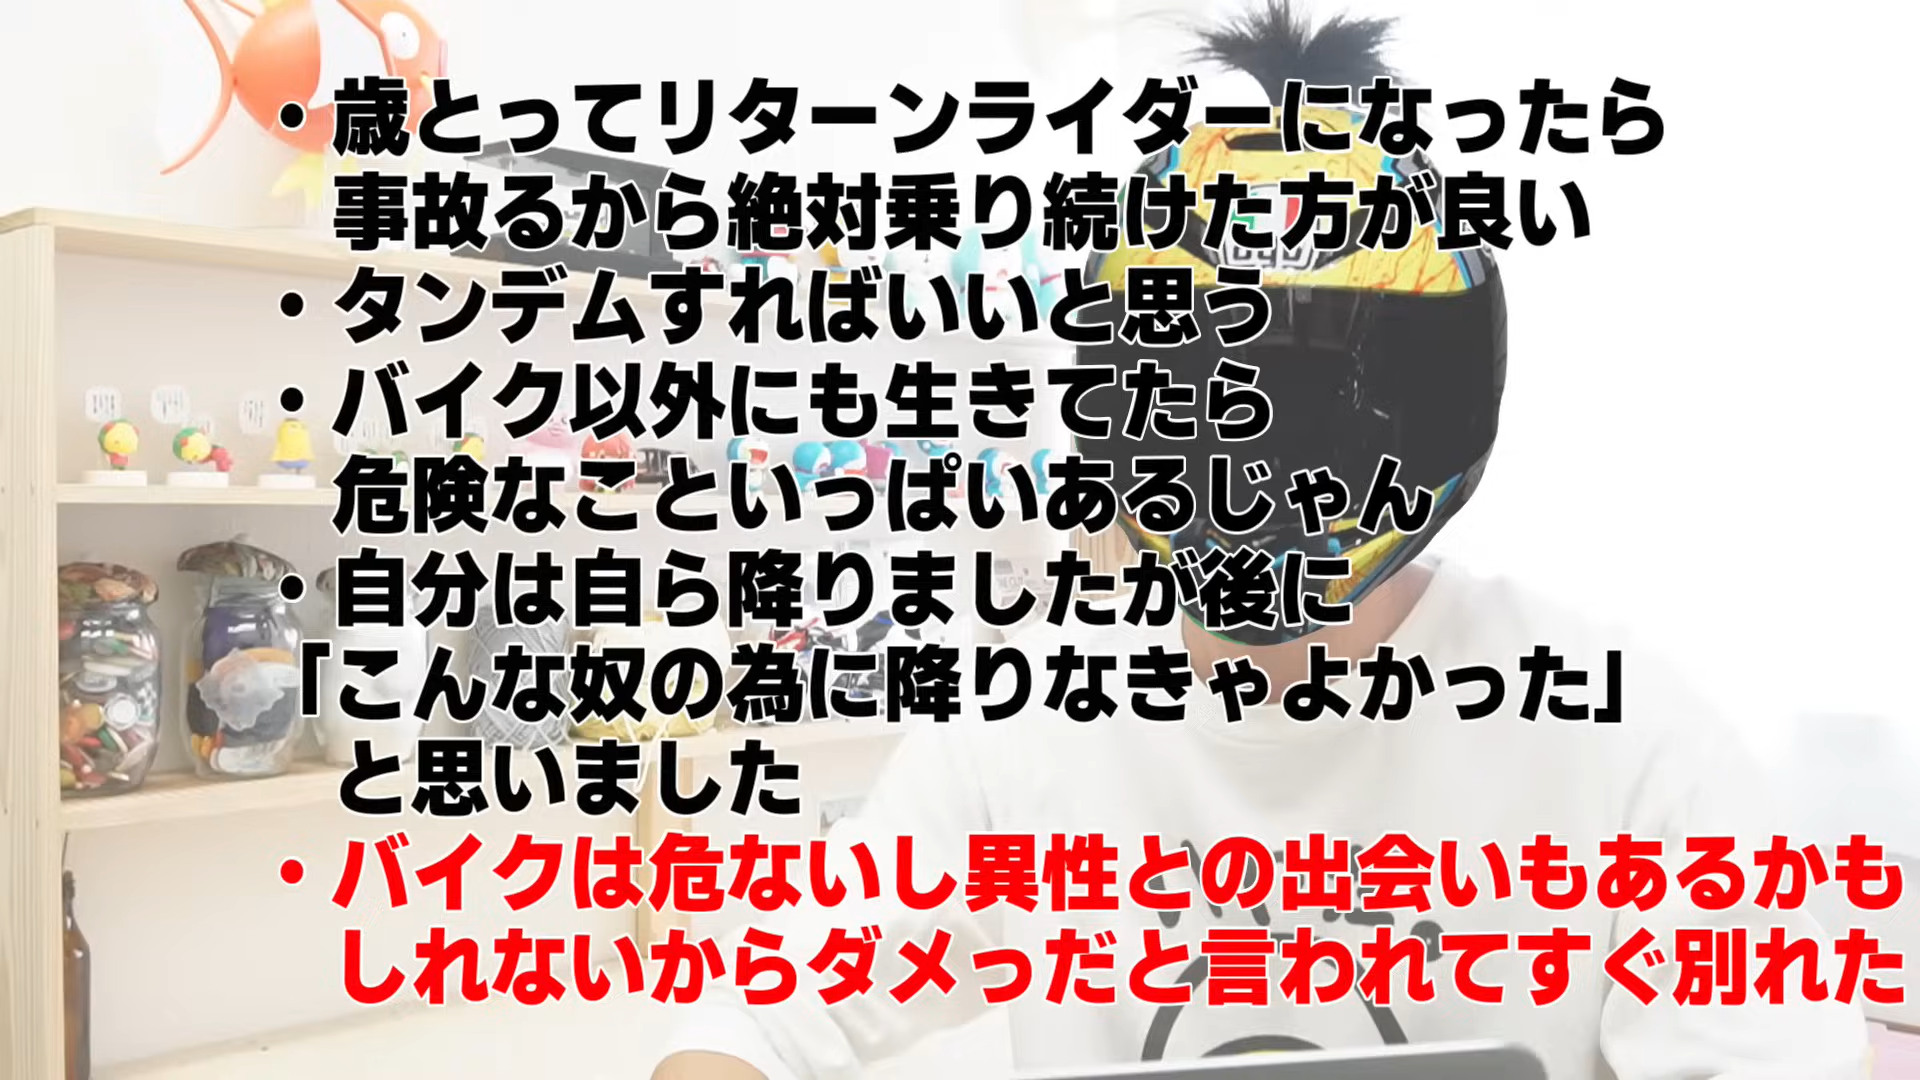 ・歳とってリターンライダーになったら
事故るから絶対乗り続けた方が良い
・タンデムすればいいと思う
・バイク以外にも生きてたら
危険なこといっぱいあるじゃん
・自分は自ら降りましたが後に
「こんな奴の為に降りなきゃよかった」
と思いました
・バイクは危ないし異性との出会いもあるかも
しれないからダメっだと言われてすぐ別れた
AGV